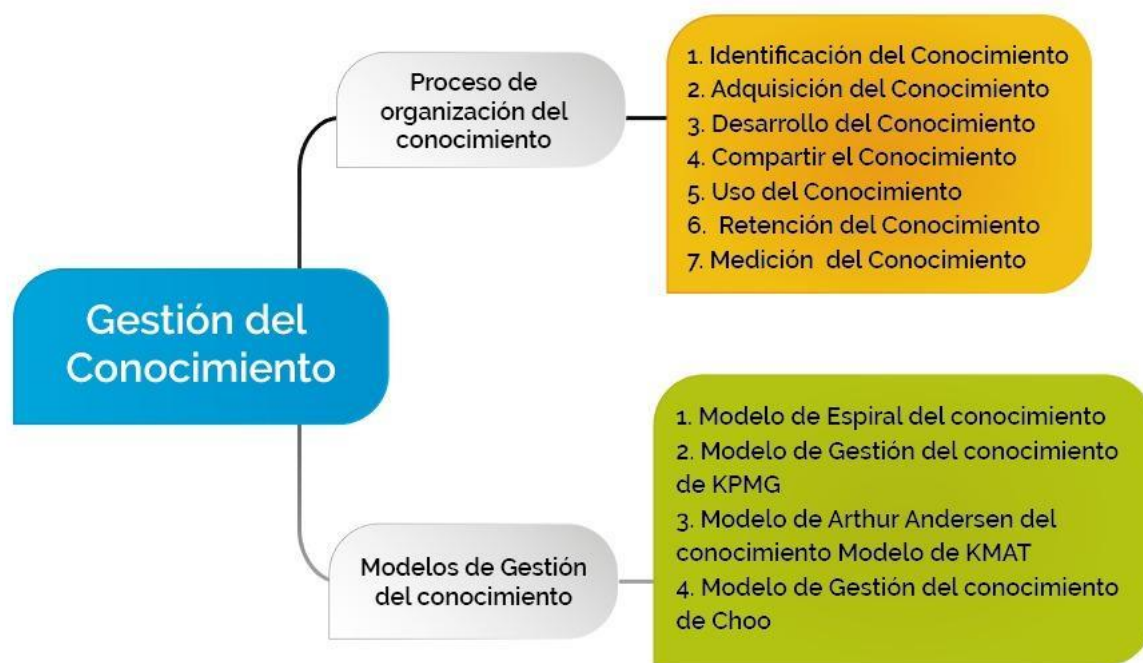 Gestión del
Conocimiento
Proceso de
organización del
conocimiento
1. Identificación del Conocimiento
2. Adquisición del Conocimiento
3. Desarrollo del Conocimiento
4. Compartir el Conocimiento
5. Uso del Conocimiento
6. Retención del Conocimiento
7. Medición del Conocimiento
Modelos de Gestión
del conocimiento
1. Modelo de Espiral del conocimiento
2. Modelo de Gestión del conocimiento
de KPMG
3. Modelo de Arthur Andersen del
conocimiento Modelo de KMAT
4. Modelo de Gestión del conocimiento
de Choo